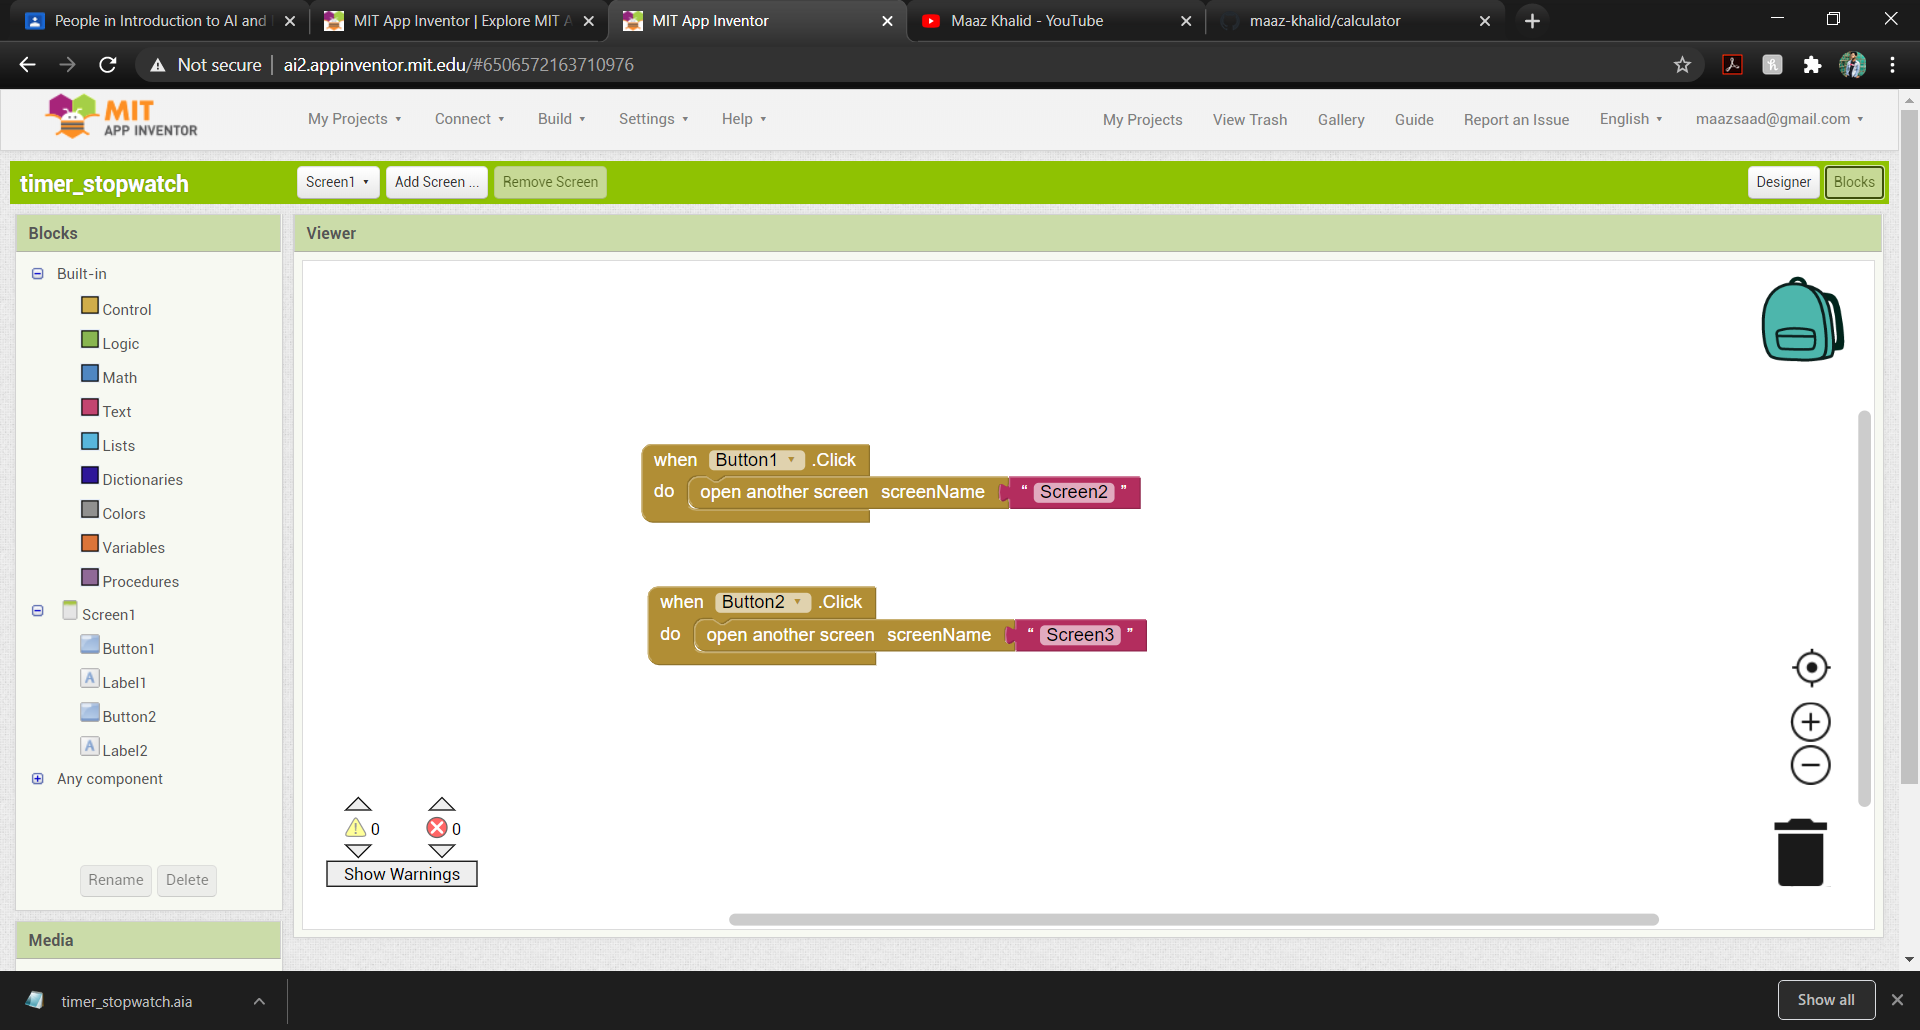 People in Introduction to AI and
MIT App Inventor | Explore MIT A
MIT App Inventor
Maaz Khalid - YouTube
maaz-khalid/calculator
Not secure | ai2.appinventor.mit.edu/#6506572163710976
MIT
APP INVENTOR
My Projects
Connect
Build
Settings
Help
My Projects
View Trash
Gallery
Guide
Report an Issue
English
maazsaad@gmail.com
timer_stopwatch
Screen1
Add Screen ...
Remove Screen
Designer
Blocks
Blocks
Viewer
Built-in
Control
Logic
Math
Text
Lists
Dictionaries
Colors
Variables
Procedures
Screen1
Button1
Label1
Button2
Label2
Any component
Rename
Delete
Media
when Button1 .Click
do open another screen screenName “ Screen2 ”
when Button2 .Click
do open another screen screenName “ Screen3 ”
0
0
Show Warnings
timer_stopwatch.aia
Show all